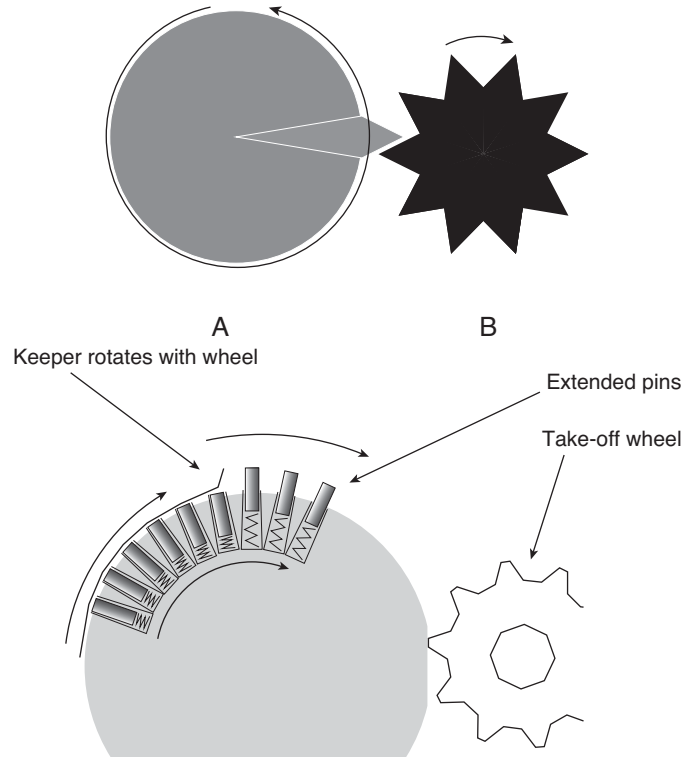 A
B
Keeper rotates with wheel
Extended pins
Take-off wheel